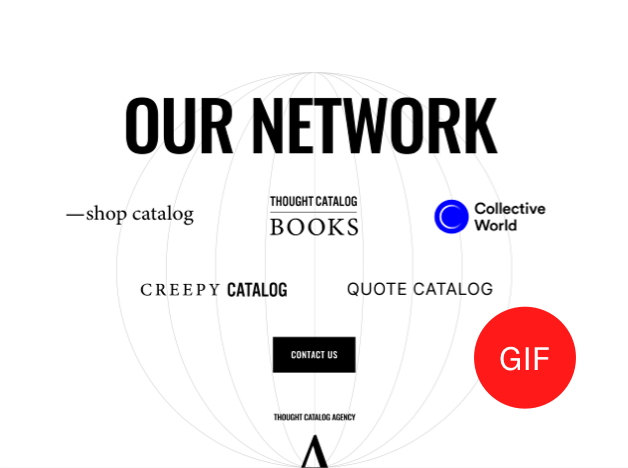 OUR NETWORK
—shop catalog
THOUGHT CATALOG
BOOKS
Collective
World
CREEPY CATALOG
QUOTE CATALOG
GIF
CONTACT US
THOUGHT CATALOG AGENCY